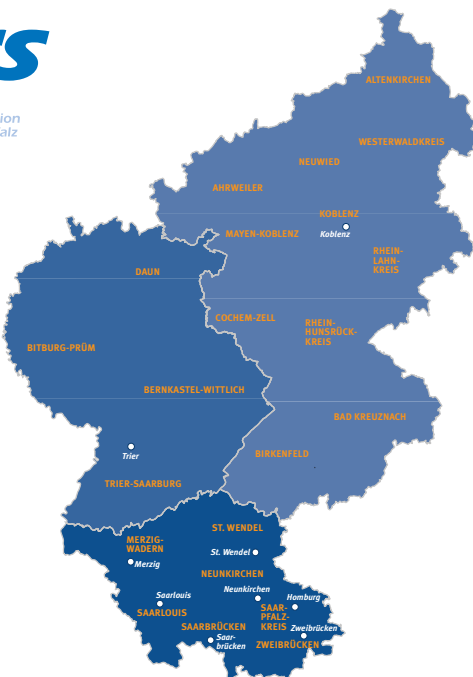 ALTENKIRCHEN
WESTERWALDKREIS
NEUWIED
AHRWEILER
KOBLENZ
MAYEN-KOBLENZ
Koblenz
RHEIN-
LAHN-
KREIS
DAUN
COCHEM-ZELL
RHEIN-
HUNSRÜCK-
KREIS
BITBURG-PRÜM
BERNKASTEL-WITTLICH
BAD KREUZNACH
Trier
BIRKENFELD
TRIER-SAARBURG
ST. WENDEL
MERZIG-
WADERN
St. Wendel
Merzig
NEUNKIRCHEN
Saarlouis
Neunkirchen
Homburg
SAARLOUIS
SAAR-
PFALZ-
KREIS
SAARBRÜCKEN
Zweibrücken
Saar-
brücken
ZWEIBRÜCKEN